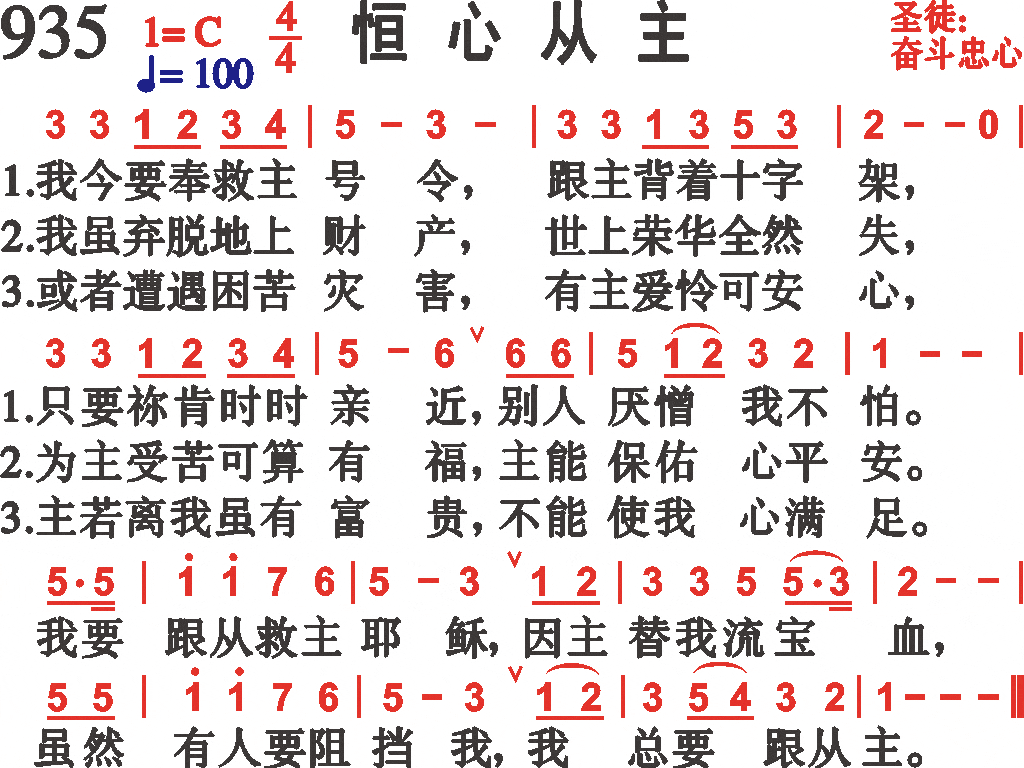 935 1=C 4/4 恒心从主 圣徒:
♩=100 奋斗忠心
3 3 1 2 3 4 | 5 - 3 - | 3 3 1 3 5 3 | 2 - - 0 |
1.我今要奉救主号令，跟主背着十字架，
2.我虽弃脱地上财产，世上荣华全然失，
3.或者遭遇困苦灾害，有主爱怜可安心，
3 3 1 2 3 4 | 5 - 6 ∨ 6 6 | 5 1 2 3 2 | 1 - - |
1.只要祢肯时时亲近，别人厌憎我不怕。
2.为主受苦可算有福，主能保佑心平安。
3.主若离我虽有富贵，不能使我心满足。
5·5 | i i 7 6 | 5 - 3 ∨ 1 2 | 3 3 5 5·3 | 2 - - |
我要跟从救主耶稣，因主替我流宝血，
5 5 | i i 7 6 | 5 - 3 ∨ 1 2 | 3 5 4 3 2 | 1 - - ‖
虽然有人要阻挡我，我总要跟从主。